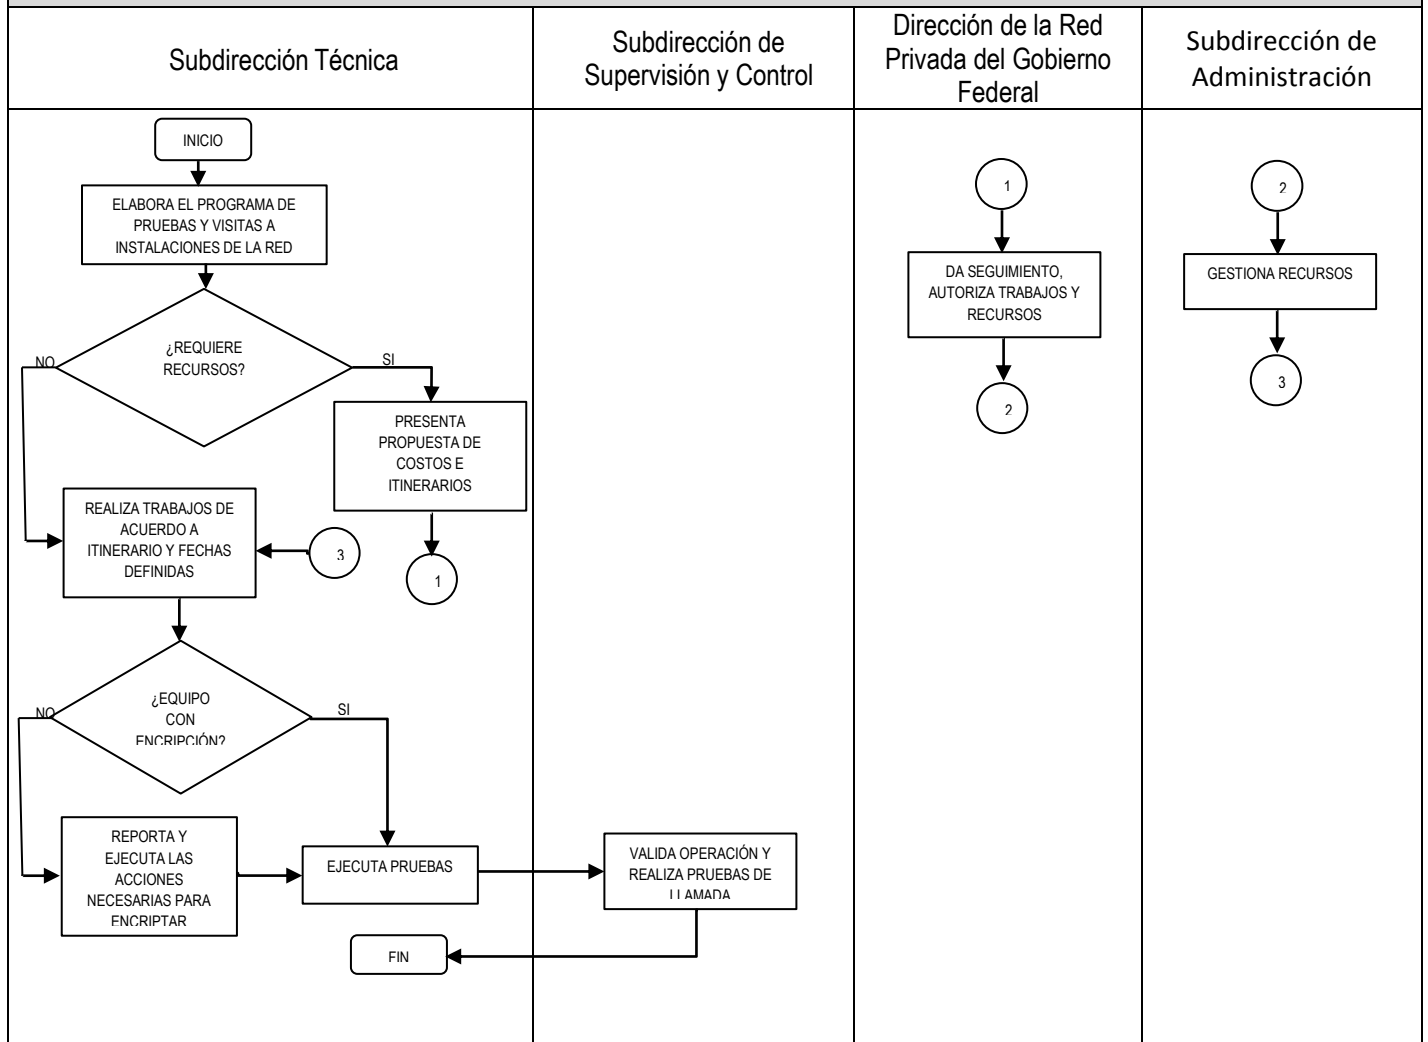 Subdirección Técnica
Subdirección de
Supervisión y Control
Dirección de la Red
Privada del Gobierno
Federal
Subdirección de
Administración
INICIO
ELABORA EL PROGRAMA DE
PRUEBAS Y VISITAS A
INSTALACIONES DE LA RED
¿REQUIERE
RECURSOS?
NO
SI
PRESENTA
PROPUESTA DE
COSTOS E
ITINERARIOS
1
REALIZA TRABAJOS DE
ACUERDO A
ITINERARIO Y FECHAS
DEFINIDAS
3
¿EQUIPO
CON
ENCRIPCIÓN?
NO
SI
REPORTA Y
EJECUTA LAS
ACCIONES
NECESARIAS PARA
ENCRIPTAR
EJECUTA PRUEBAS
FIN
VALIDA OPERACIÓN Y
REALIZA PRUEBAS DE
LLAMADA
1
DA SEGUIMIENTO,
AUTORIZA TRABAJOS Y
RECURSOS
2
2
GESTIONA RECURSOS
3